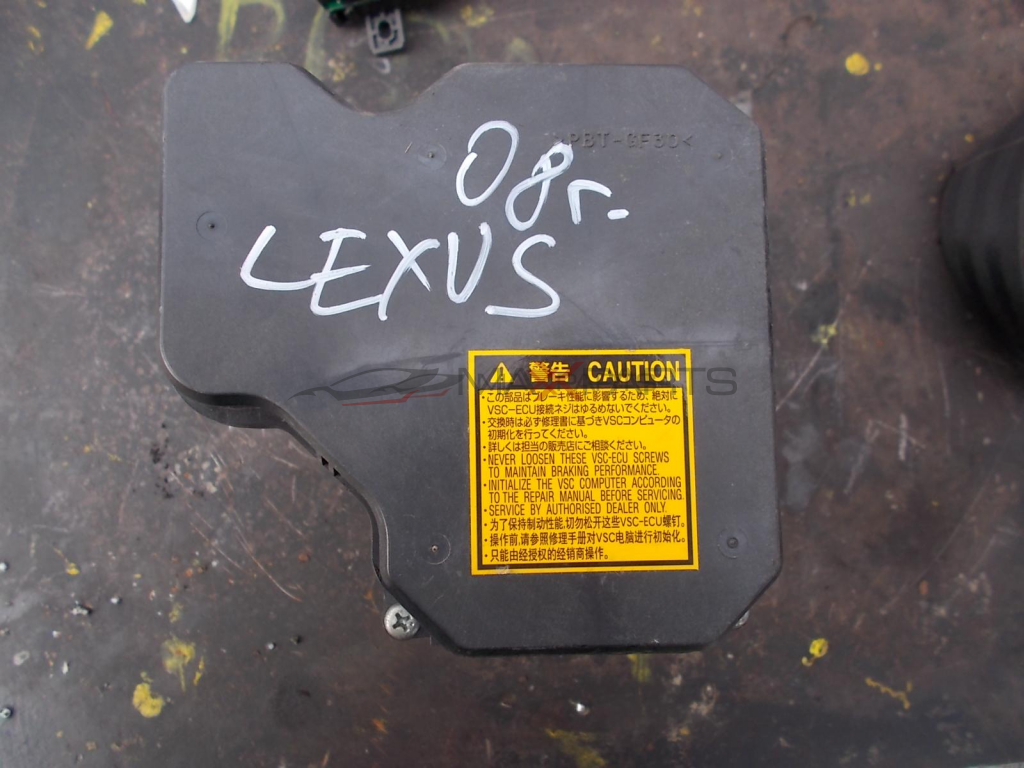 >PBT-GF30<
08г.
LEXUS
警告 CAUTION
・この部品はブレーキ性能に影響するため、絶対に
VSC-ECU接続ネジはゆるめないでください。
・交換時は必ず修理書に基づきVSCコンピュータの
初期化を行ってください。
・詳しくは担当の販売店にご相談ください。
・NEVER LOOSEN THESE VSC-ECU SCREWS
TO MAINTAIN BRAKING PERFORMANCE.
・INITIALIZE THE VSC COMPUTER ACCORDING
TO THE REPAIR MANUAL BEFORE SERVICING.
・SERVICE BY AUTHORISED DEALER ONLY.
・为了保持制动性能,切勿松开这些VSC-ECU螺钉。
・操作前,请参照修理手册对VSC电脑进行初始化。
・只能由经授权的经销商操作。